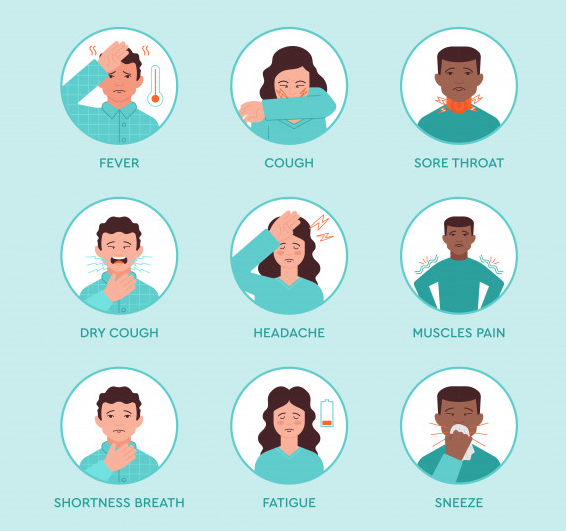 FEVER
COUGH
SORE THROAT
DRY COUGH
HEADACHE
MUSCLES PAIN
SHORTNESS BREATH
FATIGUE
SNEEZE